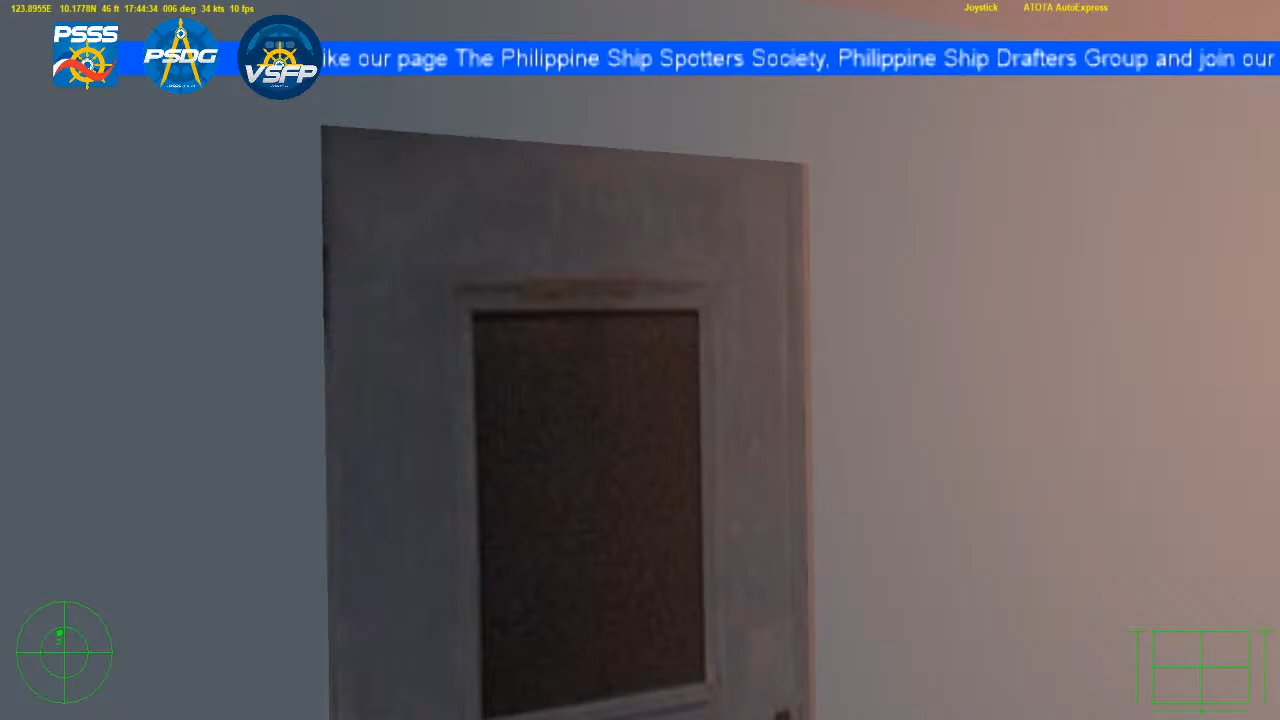 123.8955E 10.1778N 46 ft 17:44:34 006 deg 34 kts 10 fps
Joystick ATOTA AutoExpress
PSSS
PSDG
VSFP
ike our page The Philippine Ship Spotters Society, Philippine Ship Drafters Group and join our